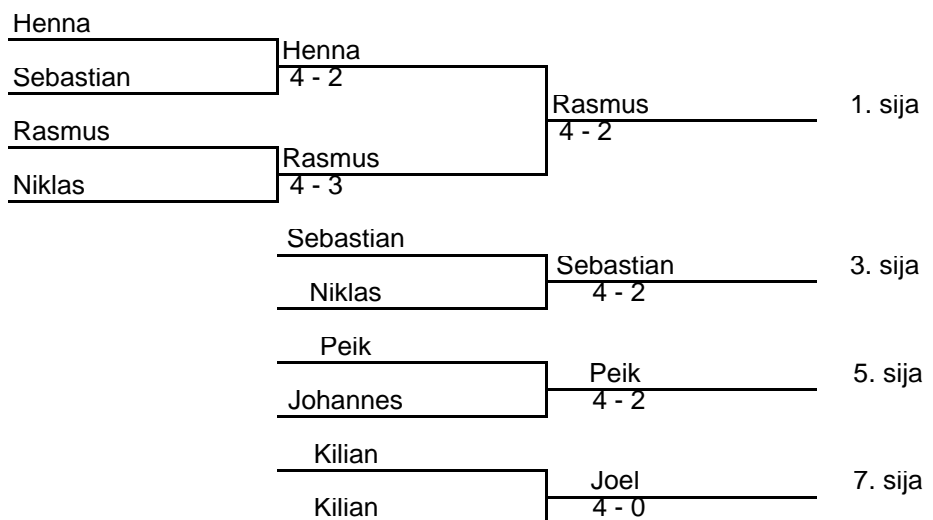 Henna
Henna
Sebastian
4 - 2
Rasmus
1. sija
Rasmus
4 - 2
Rasmus
Niklas
4 - 3
Sebastian
Sebastian
3. sija
Niklas
4 - 2
Peik
Peik
5. sija
Johannes
4 - 2
Kilian
Joel
7. sija
Kilian
4 - 0